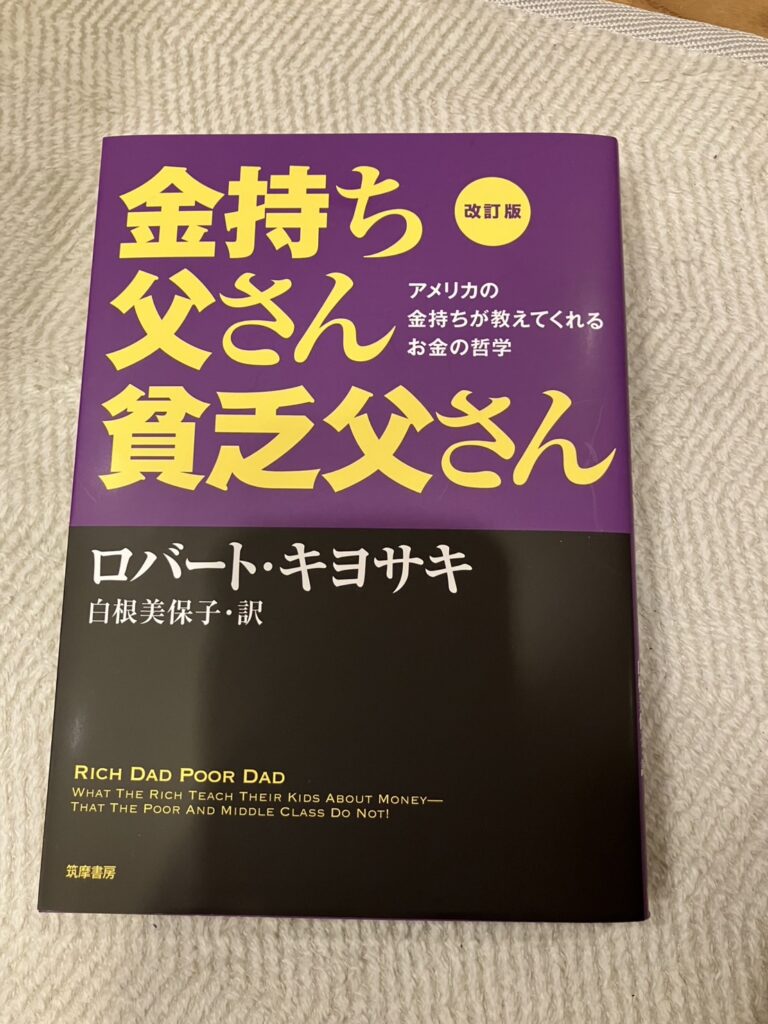 金持ち
父さん
貧乏父さん
改訂版
アメリカの
金持ちが教えてくれる
お金の哲学
ロバート・キヨサキ
白根美保子・訳
RICH DAD POOR DAD
WHAT THE RICH TEACH THEIR KIDS ABOUT MONEY—
THAT THE POOR AND MIDDLE CLASS DO NOT!
筑摩書房